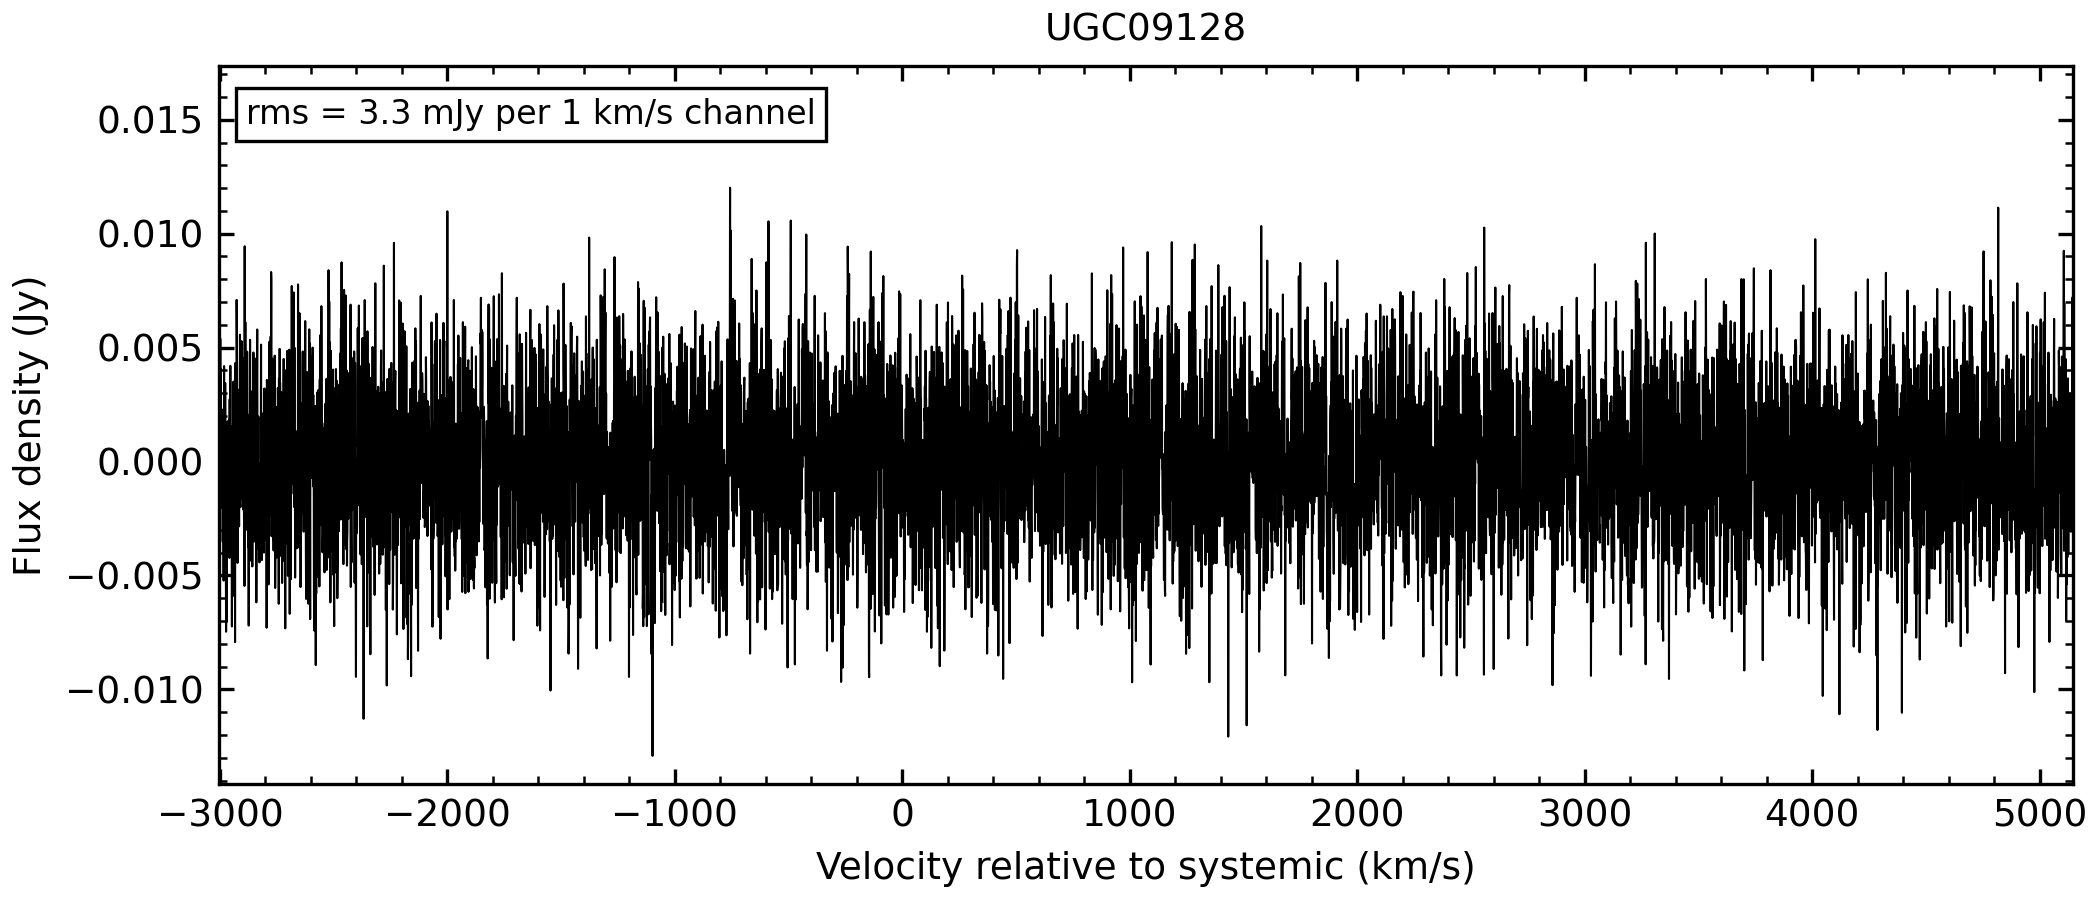 UGC09128
rms = 3.3 mJy per 1 km/s channel
0.015
0.010
0.005
0.000
−0.005
−0.010
Flux density (Jy)
−3000 −2000 −1000 0 1000 2000 3000 4000 5000
Velocity relative to systemic (km/s)